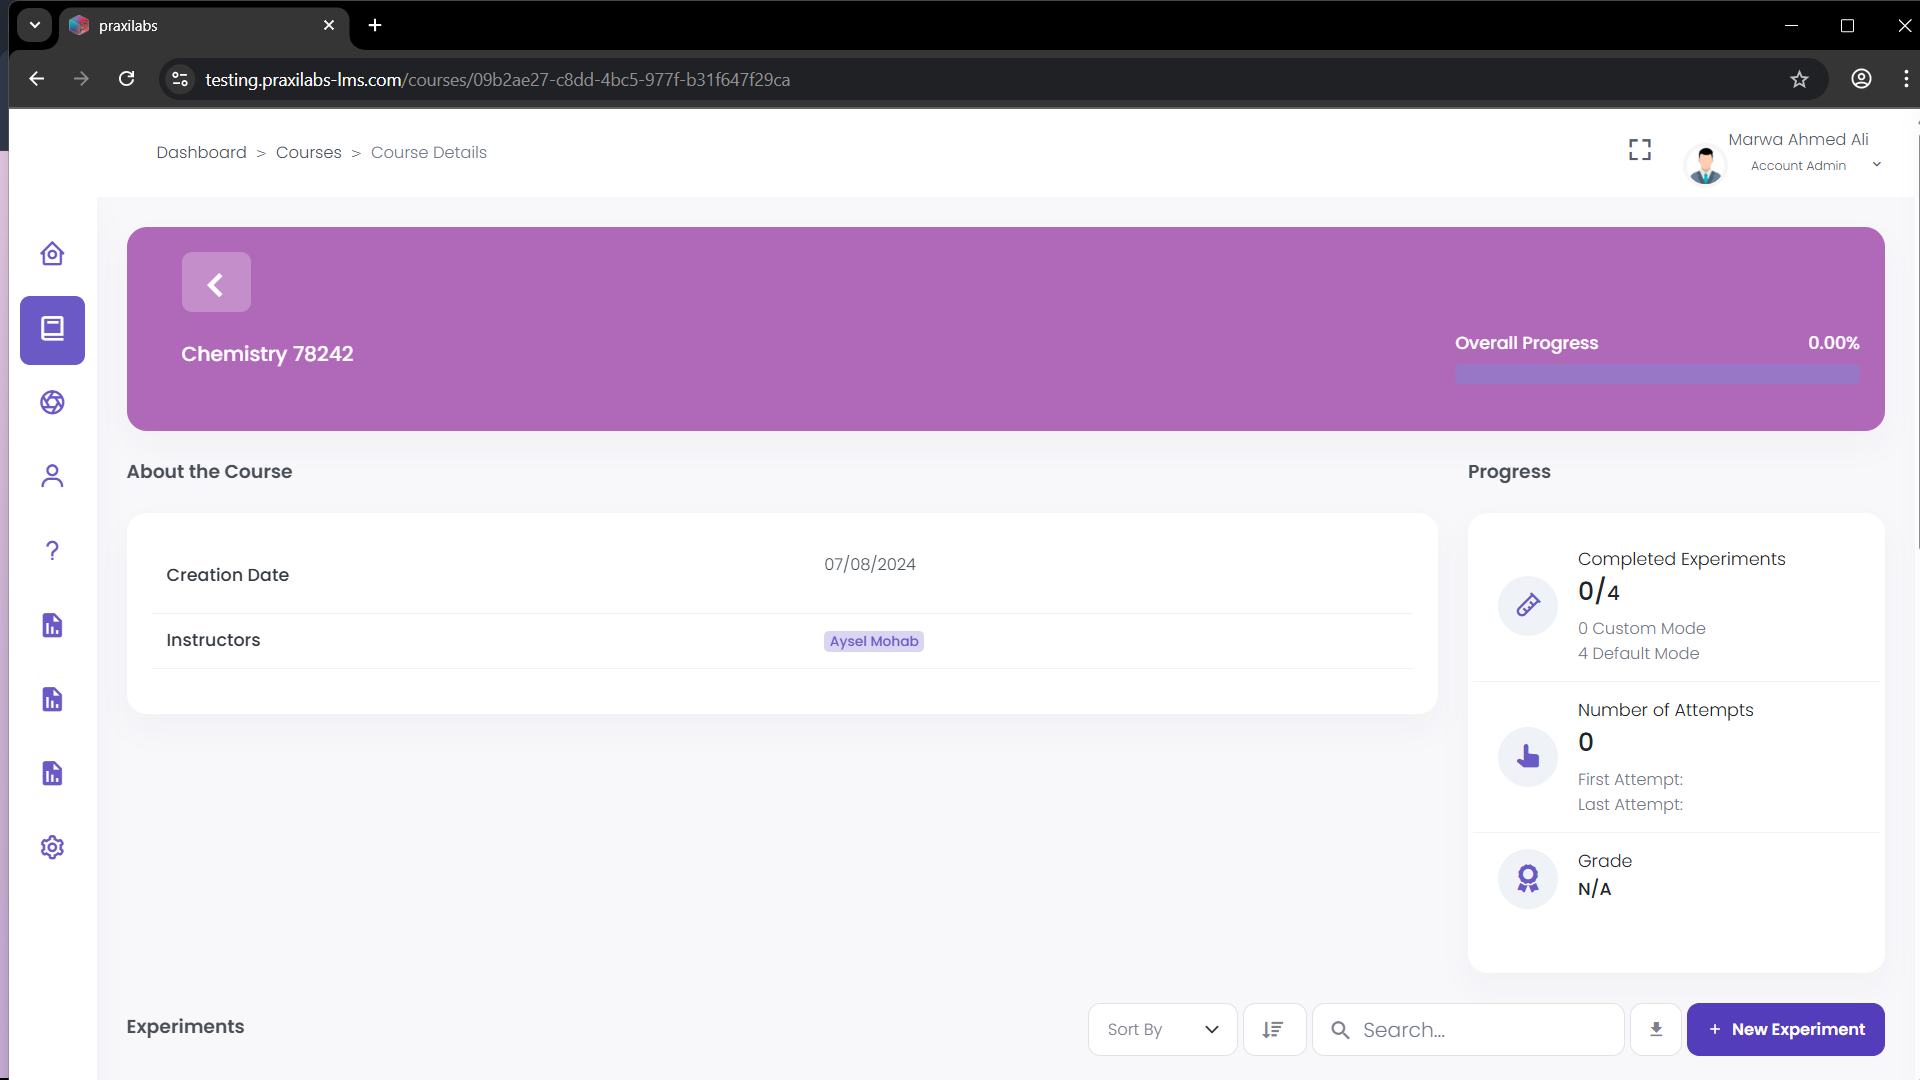 praxilabs
testing.praxilabs-lms.com/courses/09b2ae27-c8dd-4bc5-977f-b31f647f29ca
Dashboard > Courses > Course Details
Marwa Ahmed Ali
Account Admin
Chemistry 78242
Overall Progress 0.00%
About the Course
Creation Date 07/08/2024
Instructors Aysel Mohab
Progress
Completed Experiments
0/4
0 Custom Mode
4 Default Mode
Number of Attempts
0
First Attempt:
Last Attempt:
Grade
N/A
Experiments
Sort By
Search...
+ New Experiment